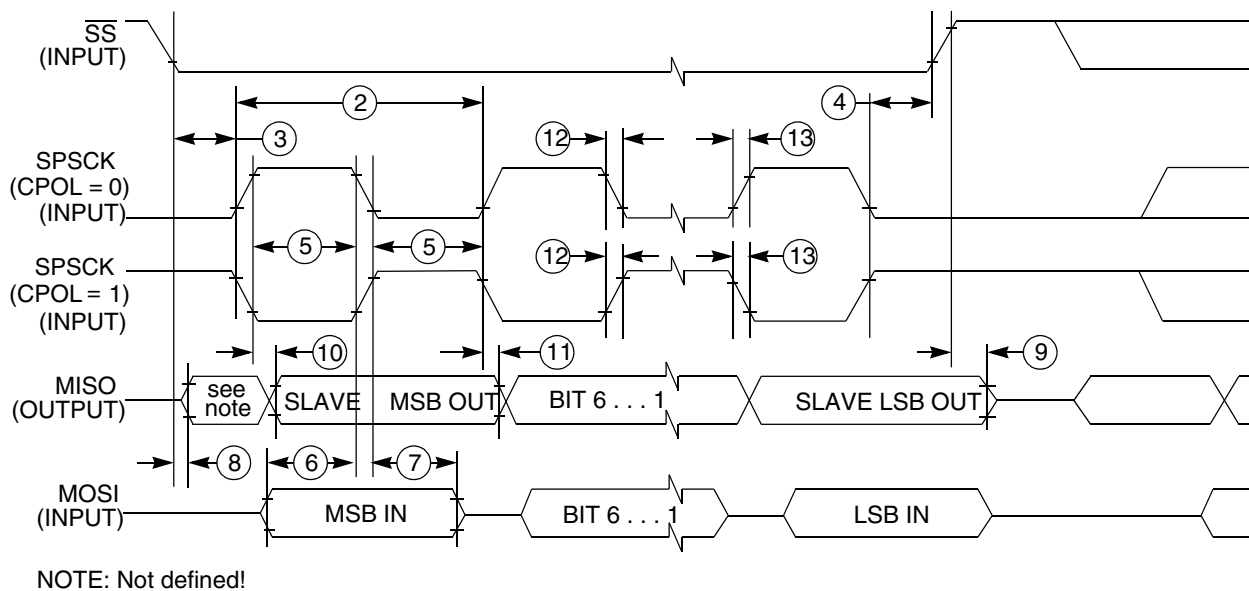 SS
(INPUT)
2
4
3
12
13
SPSCK
(CPOL = 0)
(INPUT)
5
5
12
13
SPSCK
(CPOL = 1)
(INPUT)
10
11
9
MISO
(OUTPUT)
see
note
SLAVE
MSB OUT
BIT 6 . . . 1
SLAVE LSB OUT
8
6
7
MOSI
(INPUT)
MSB IN
BIT 6 . . . 1
LSB IN
NOTE: Not defined!